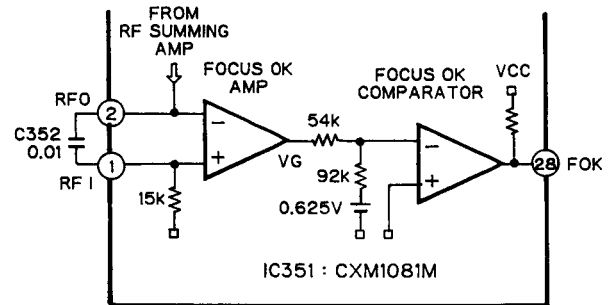 FROM
RF SUMMING
AMP
FOCUS OK
AMP
FOCUS OK
COMPARATOR
VCC
RFO
2
C352
0.01
1
RF I
15k
−
+
VG
54k
92k
0.625V
−
+
28
FOK
IC351 : CXM1081M